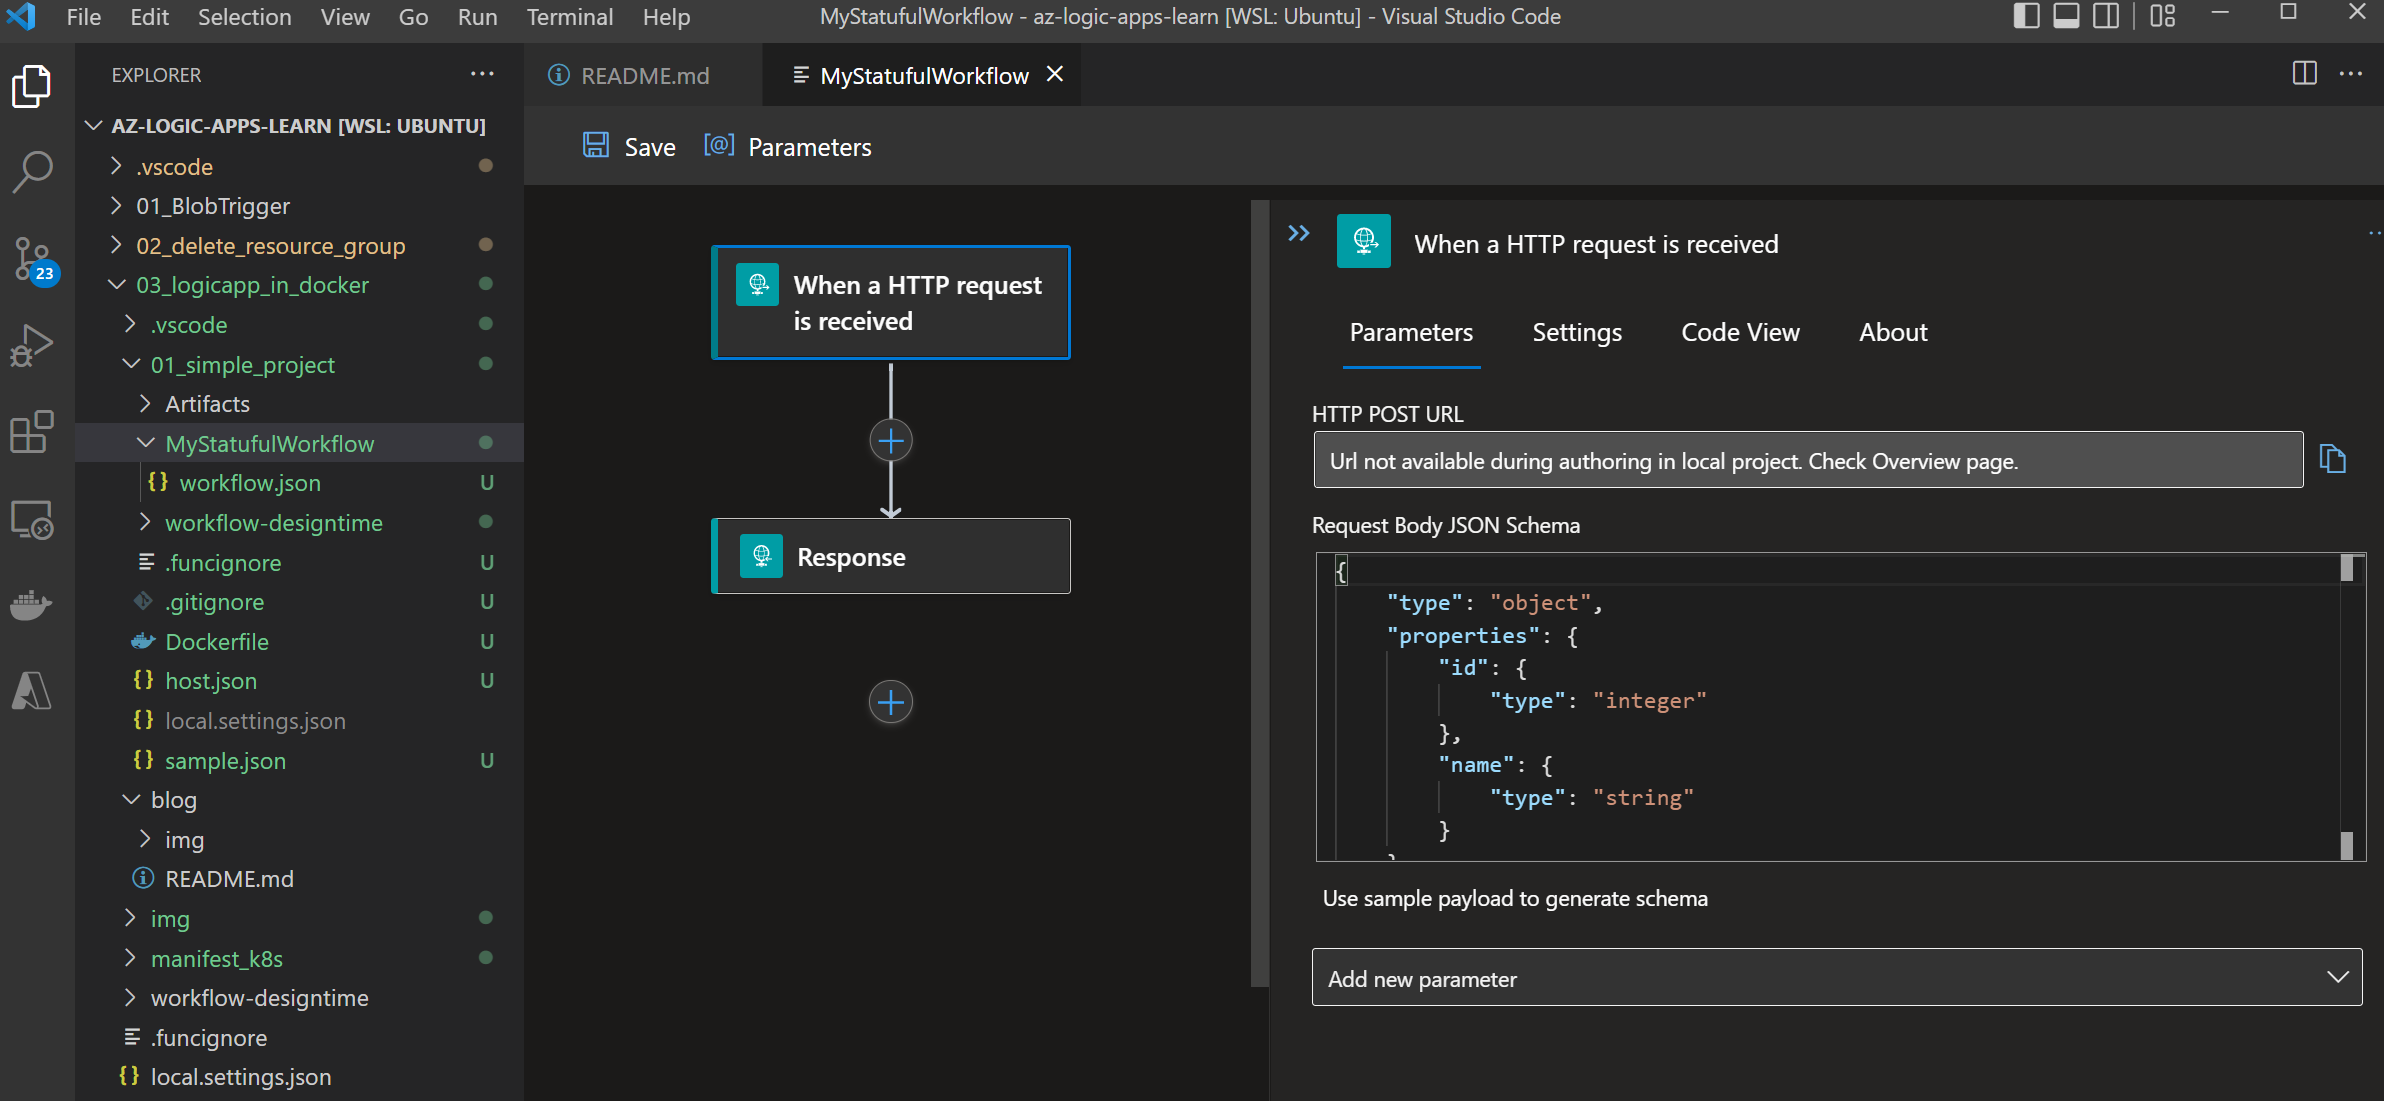 File Edit Selection View Go Run Terminal Help
MyStatufulWorkflow - az-logic-apps-learn [WSL: Ubuntu] - Visual Studio Code
EXPLORER
AZ-LOGIC-APPS-LEARN [WSL: UBUNTU]
.vscode
01_BlobTrigger
02_delete_resource_group
03_logicapp_in_docker
.vscode
01_simple_project
Artifacts
MyStatufulWorkflow
{} workflow.json U
workflow-designtime
.funcignore U
.gitignore U
Dockerfile U
{} host.json U
{} local.settings.json
{} sample.json U
blog
img
README.md
img
manifest_k8s
workflow-designtime
.funcignore
{} local.settings.json
23
README.md
MyStatufulWorkflow
Save [@] Parameters
When a HTTP request
is received
Response
When a HTTP request is received
Parameters Settings Code View About
HTTP POST URL
Url not available during authoring in local project. Check Overview page.
Request Body JSON Schema
{
"type": "object",
"properties": {
"id": {
"type": "integer"
},
"name": {
"type": "string"
}
}
Use sample payload to generate schema
Add new parameter